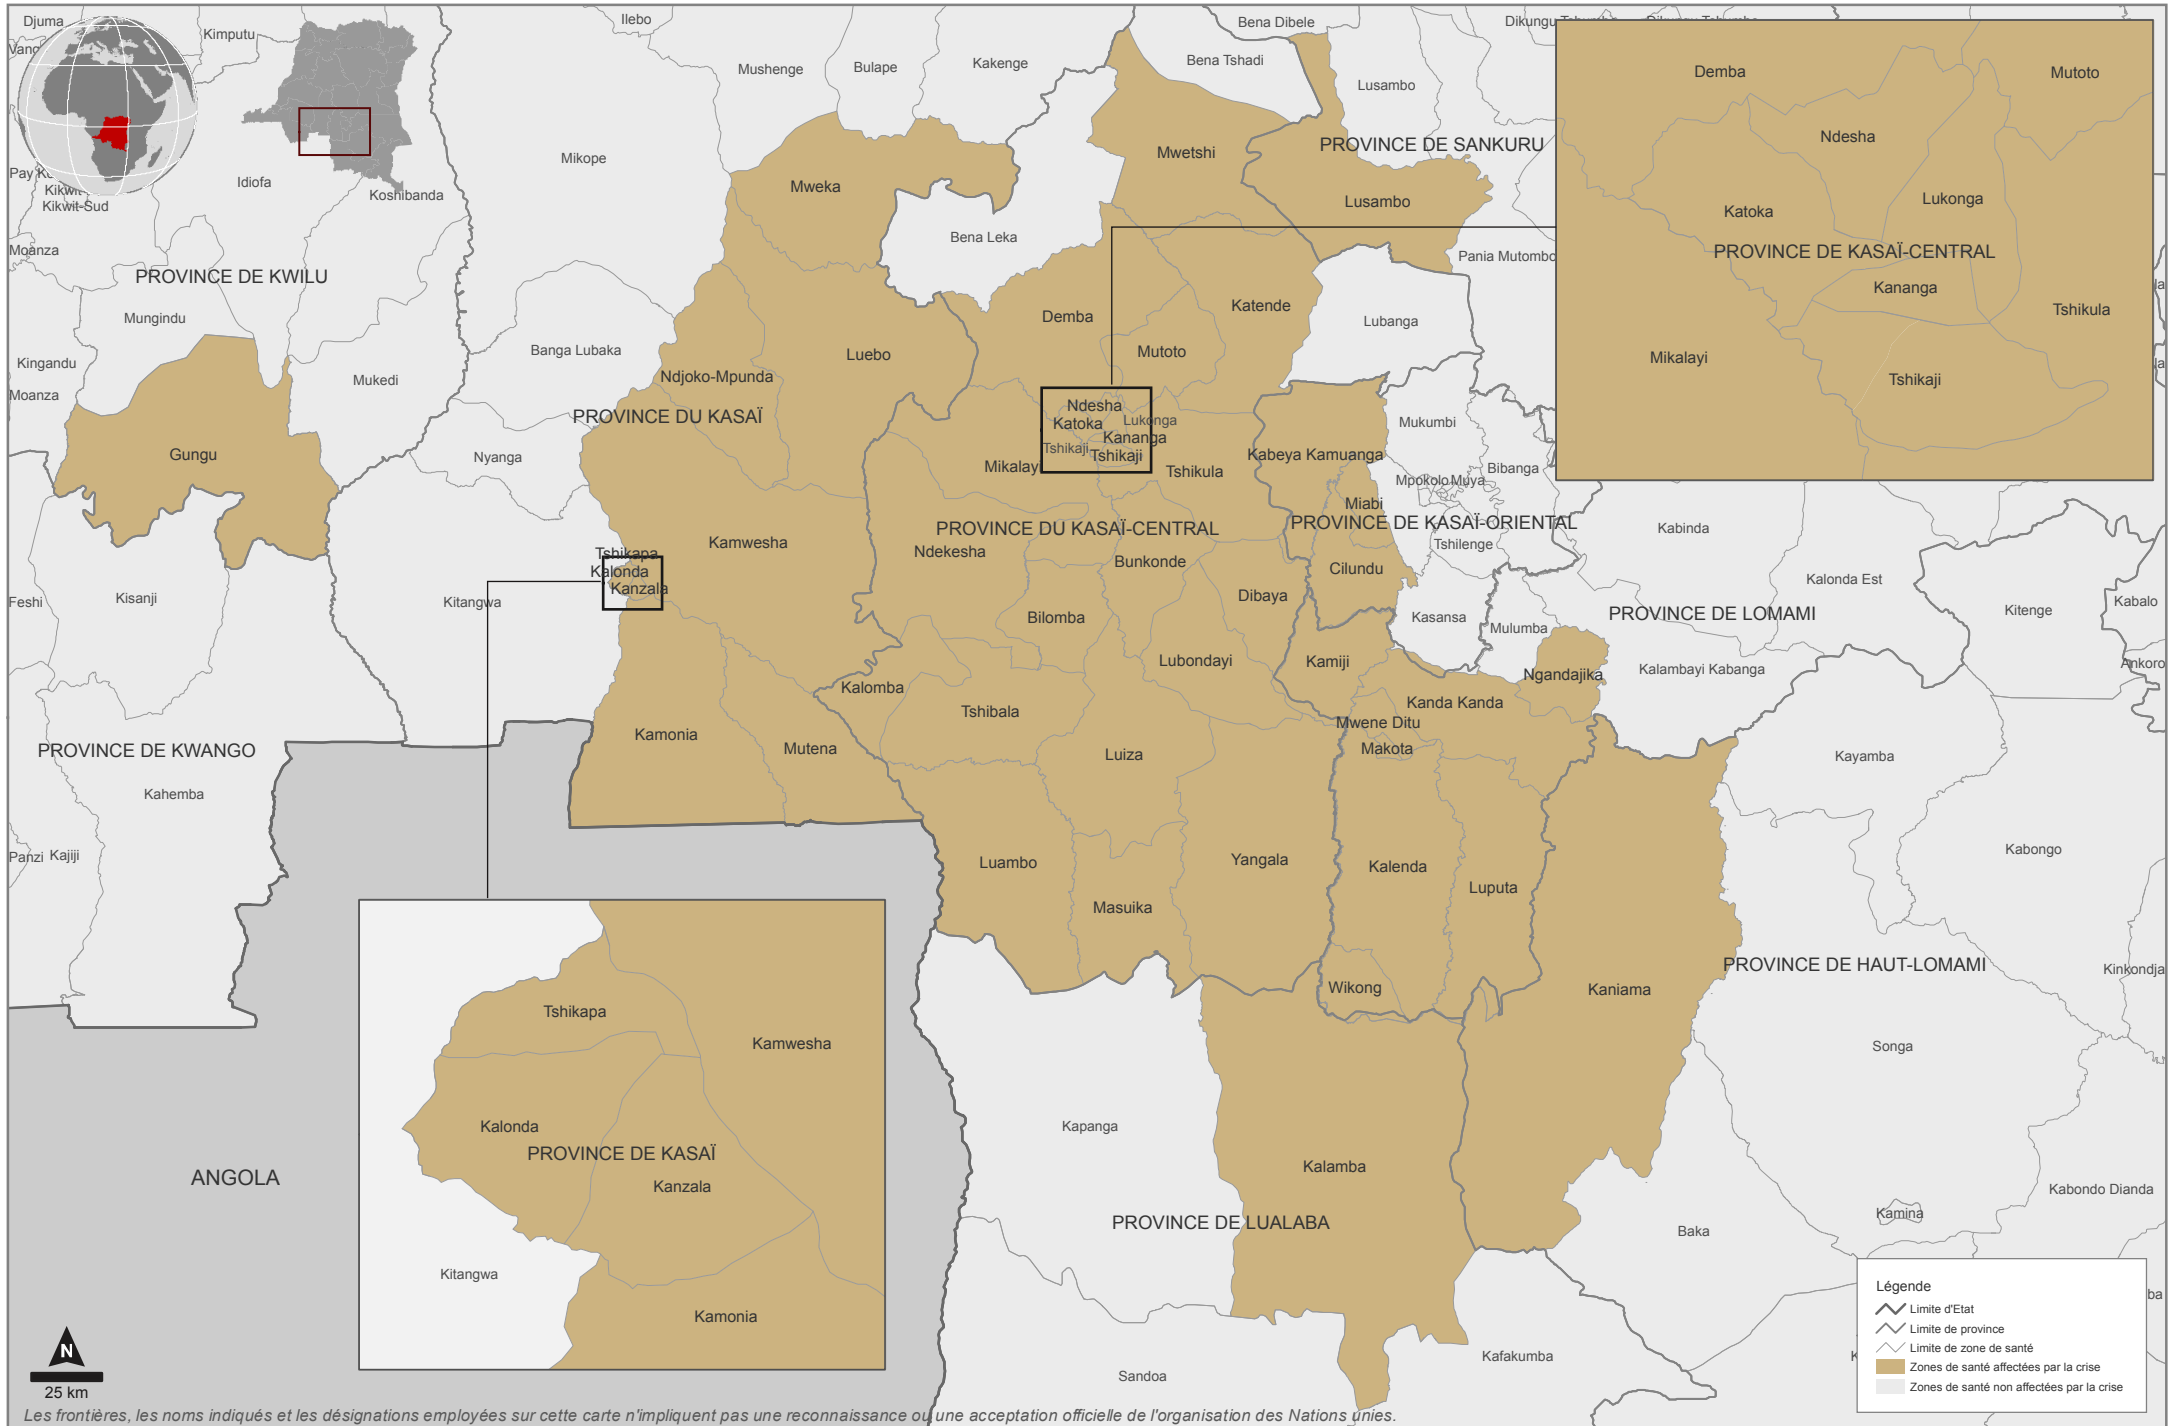 Djuma
Ilebo
Bena Dibele
Kimputu
Mushenge
Bulape
Kakenge
Bena Tshadi
Lusambo
Mikope
Idiofa
Koshibanda
Kikwit-Sud
Moanza
PROVINCE DE KWILU
Mungindu
Kingandu
Moanza
Mukedi
Banga Lubaka
Gungu
Nyanga
Kitangwa
Feshi
Kisanji
PROVINCE DE KWANGO
Kahemba
Panzi
Kajiji
ANGOLA
Mweka
Bena Leka
Luebo
Ndjoko-Mpunda
PROVINCE DU KASAÏ
Kamwesha
Tshikapa
Kalonda
Kanzala
Kamonia
Mutena
Mwetshi
PROVINCE DE SANKURU
Lusambo
Pania Mutombo
Demba
Katende
Mutoto
Lubanga
Ndesha
Katoka
Lukonga
Kananga
Tshikaji
Tshikaji
Mikalayi
Tshikula
PROVINCE DU KASAÏ-CENTRAL
Ndekesha
Bunkonde
Bilomba
Dibaya
Lubondayi
Kalomba
Tshibala
Luiza
Luambo
Masuika
Yangala
Kabeya Kamuanga
Mukumbi
Bibanga
Mpokolo
Muya
Miabi
PROVINCE DE KASAÏ-ORIENTAL
Tshilenge
Cilundu
Kasansa
Mulumba
Kamiji
Kanda Kanda
Ngandajika
Mwene Ditu
Makota
Kalenda
Luputa
Wikong
Kabinda
Kalonda Est
PROVINCE DE LOMAMI
Kalambayi Kabanga
Kitenge
Kabalo
Ankoro
Kayamba
Kabongo
Kinkondja
PROVINCE DE HAUT-LOMAMI
Kaniama
Songa
Kabondo Dianda
Kamina
Baka
Kapanga
Kalamba
PROVINCE DE LUALABA
Sandoa
Kafakumba
Demba
Mutoto
Ndesha
Katoka
Lukonga
PROVINCE DE KASAÏ-CENTRAL
Kananga
Tshikula
Mikalayi
Tshikaji
Tshikapa
Kamwesha
Kalonda
PROVINCE DE KASAÏ
Kanzala
Kitangwa
Kamonia
Légende
Limite d'Etat
Limite de province
Limite de zone de santé
Zones de santé affectées par la crise
Zones de santé non affectées par la crise
N
25 km
Les frontières, les noms indiqués et les désignations employées sur cette carte n'impliquent pas une reconnaissance ou une acceptation officielle de l'organisation des Nations unies.